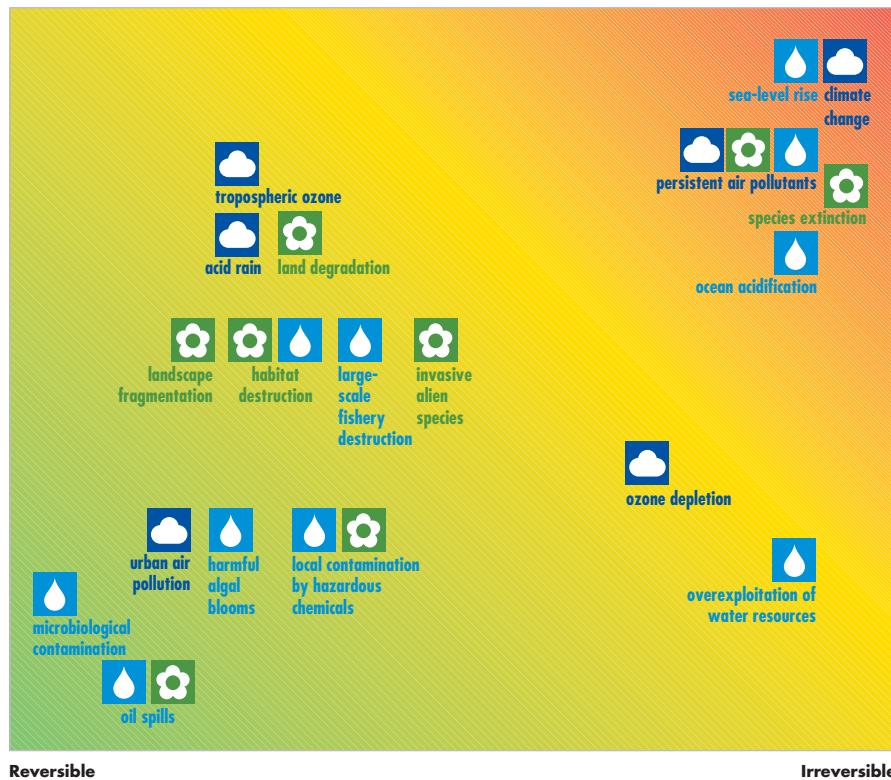 sea-level rise
climate
change
persistent air pollutants
tropospheric ozone
species extinction
acid rain
land degradation
ocean acidification
landscape
fragmentation
habitat
destruction
large-
scale
fishery
destruction
invasive
alien
species
ozone depletion
urban air
pollution
harmful
algal
blooms
local contamination
by hazardous
chemicals
overexploitation of
water resources
microbiological
contamination
oil spills
Reversible
Irreversible